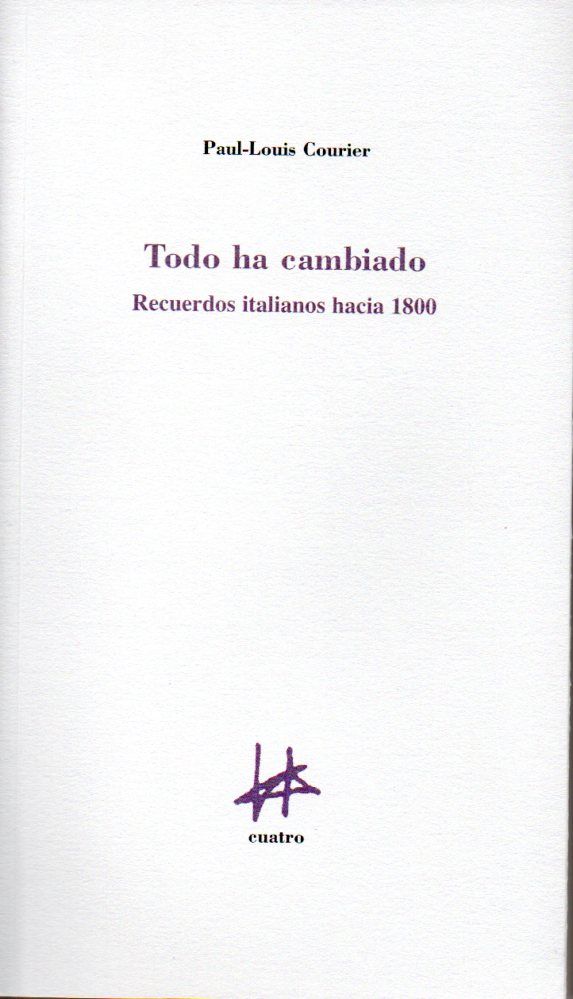 Paul-Louis Courier
Todo ha cambiado
Recuerdos italianos hacia 1800
cuatro